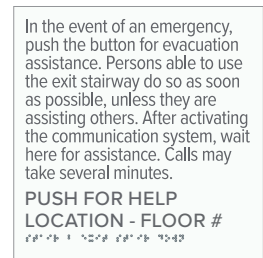 In the event of an emergency,
push the button for evacuation
assistance. Persons able to use
the exit stairway do so as soon
as possible, unless they are
assisting others. After activating
the communication system, wait
here for assistance. Calls may
take several minutes.
PUSH FOR HELP
LOCATION - FLOOR #